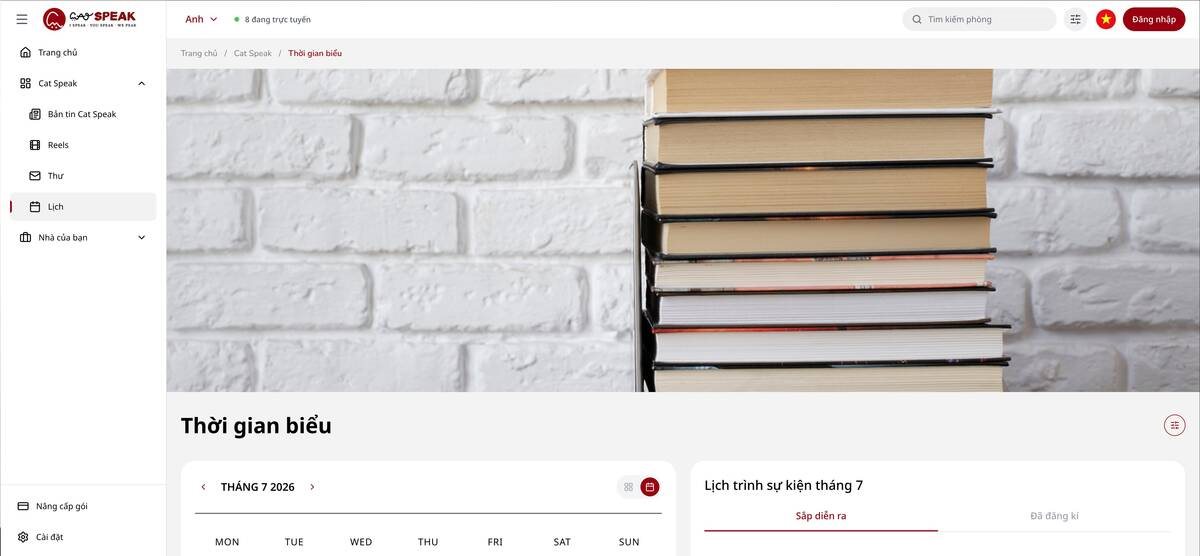 Cat SPEAK
I SPEAK - YOU SPEAK - WE SPEAK
Anh
8 đang trực tuyến
Tìm kiếm phòng
Đăng nhập
Trang chủ
Cat Speak
Bản tin Cat Speak
Reels
Thư
Lịch
Nhà của bạn
Nâng cấp gói
Cài đặt
Trang chủ / Cat Speak / Thời gian biểu
Thời gian biểu
THÁNG 7 2026
MON TUE WED THU FRI SAT SUN
Lịch trình sự kiện tháng 7
Sắp diễn ra Đã đăng kí